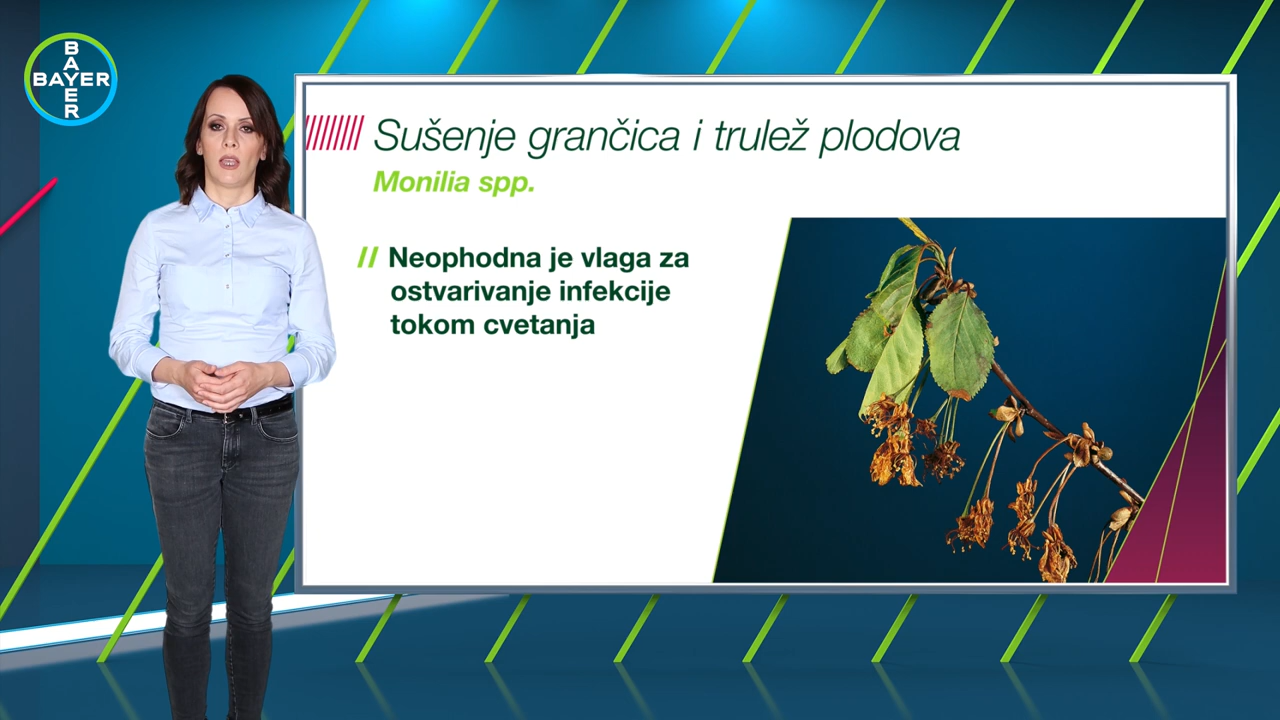 BAYER
BAYER
Sušenje grančica i trulež plodova
Monilia spp.
// Neophodna je vlaga za
ostvarivanje infekcije
tokom cvetanja